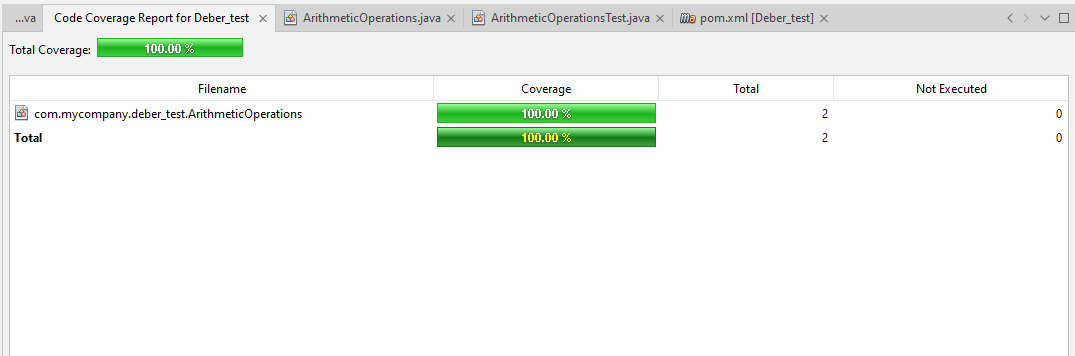 ...va Code Coverage Report for Deber_test ArithmeticOperations.java ArithmeticOperationsTest.java pom.xml [Deber_test]
Total Coverage: 100.00 %
Filename Coverage Total Not Executed
com.mycompany.deber_test.ArithmeticOperations 100.00 % 2 0
Total 100.00 % 2 0